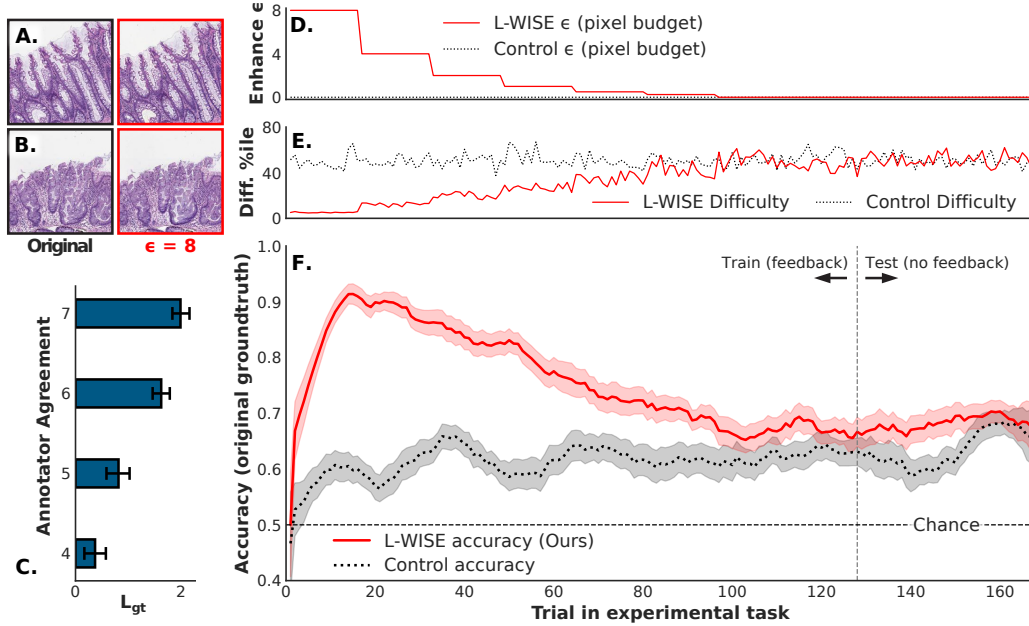 A.
B.
Original
ϵ = 8
D.
Enhance ϵ
8
4
0
L-WISE ϵ (pixel budget)
Control ϵ (pixel budget)
E.
Diff. %ile
80
40
0
L-WISE Difficulty
Control Difficulty
C.
Annotator Agreement
7
6
5
4
0
2
Lgt
F.
Accuracy (original groundtruth)
1.0
0.9
0.8
0.7
0.6
0.5
0.4
Train (feedback)
Test (no feedback)
Chance
L-WISE accuracy (Ours)
Control accuracy
0 20 40 60 80 100 120 140 160
Trial in experimental task